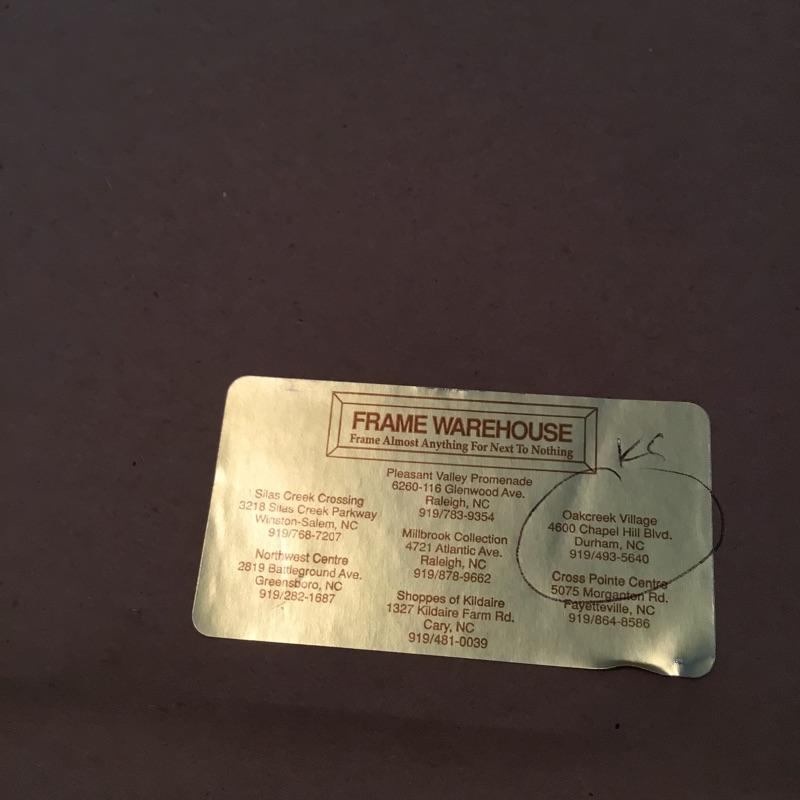 FRAME WAREHOUSE
Frame Almost Anything For Next To Nothing
KS
Silas Creek Crossing
3218 Silas Creek Parkway
Winston-Salem, NC
919/768-7207
Northwest Centre
2819 Battleground Ave.
Greensboro, NC
919/282-1687
Pleasant Valley Promenade
6260-116 Glenwood Ave.
Raleigh, NC
919/783-9354
Millbrook Collection
4721 Atlantic Ave.
Raleigh, NC
919/878-9662
Shoppes of Kildaire
1327 Kildaire Farm Rd.
Cary, NC
919/481-0039
Oakcreek Village
4600 Chapel Hill Blvd.
Durham, NC
919/493-5640
Cross Pointe Centre
5075 Morganton Rd.
Fayetteville, NC
919/864-8586